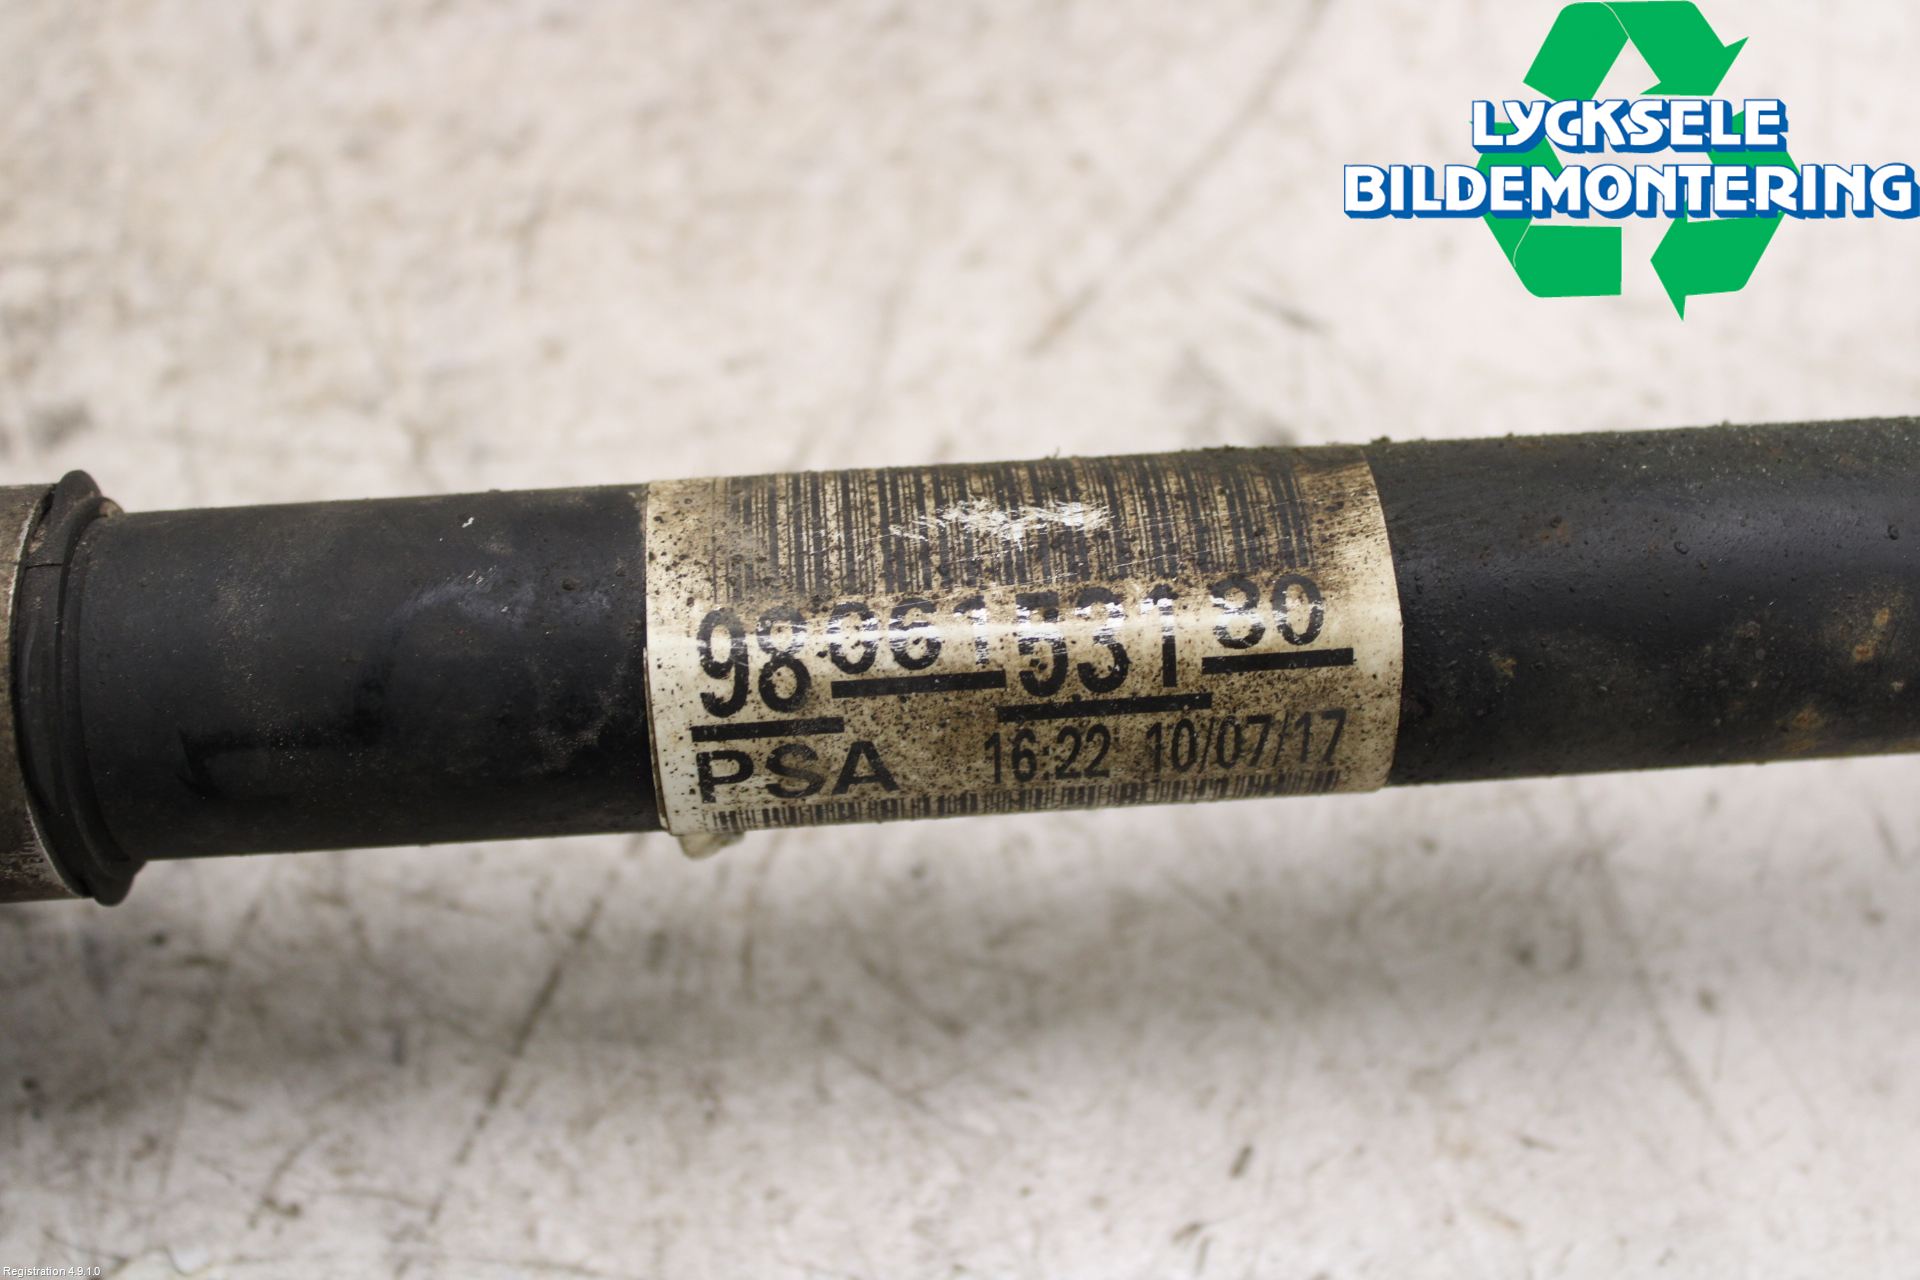 LYCKSELE
BILDEMONTERING
9806153180
PSA 16:22 10/07/17
Registration 4.9.1.0